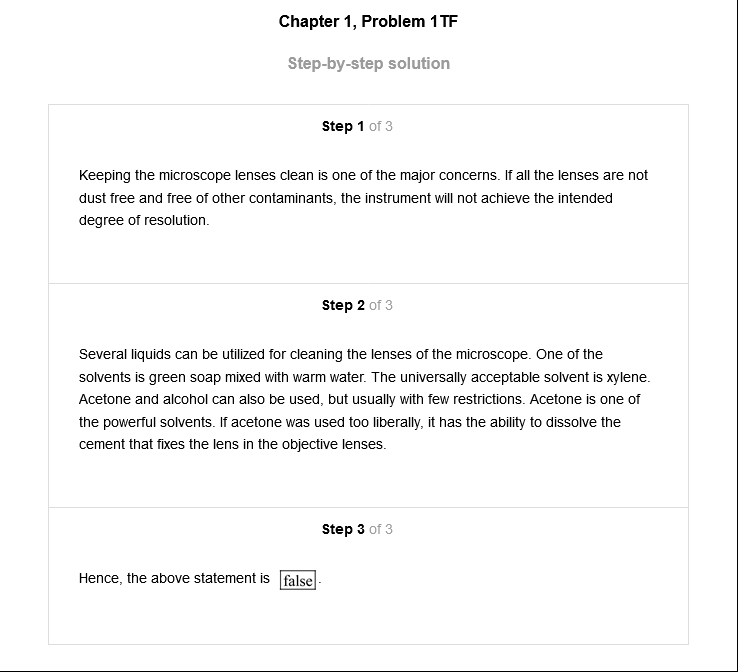 Chapter 1, Problem 1TF
Step-by-step solution
Step 1 of 3
Keeping the microscope lenses clean is one of the major concerns. If all the lenses are not
dust free and free of other contaminants, the instrument will not achieve the intended
degree of resolution.
Step 2 of 3
Several liquids can be utilized for cleaning the lenses of the microscope. One of the
solvents is green soap mixed with warm water. The universally acceptable solvent is xylene.
Acetone and alcohol can also be used, but usually with few restrictions. Acetone is one of
the powerful solvents. If acetone was used too liberally, it has the ability to dissolve the
cement that fixes the lens in the objective lenses.
Step 3 of 3
Hence, the above statement is false.